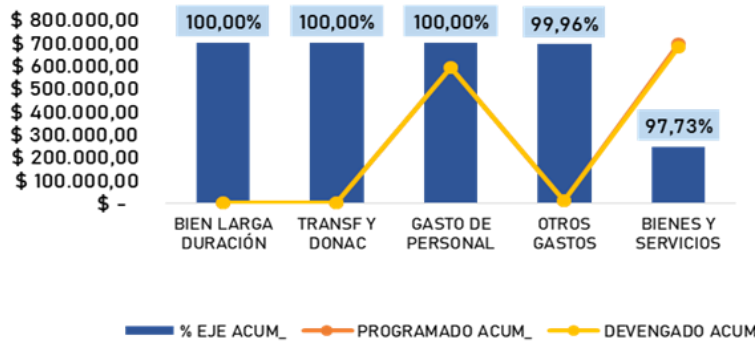 $ 800.000,00
$ 700.000,00
$ 600.000,00
$ 500.000,00
$ 400.000,00
$ 300.000,00
$ 200.000,00
$ 100.000,00
$ -
100,00%
100,00%
100,00%
99,96%
97,73%
BIEN LARGA
DURACIÓN
TRANSF Y
DONAC
GASTO DE
PERSONAL
OTROS
GASTOS
BIENES Y
SERVICIOS
% EJE ACUM_
PROGRAMADO ACUM_
DEVENGADO ACUM